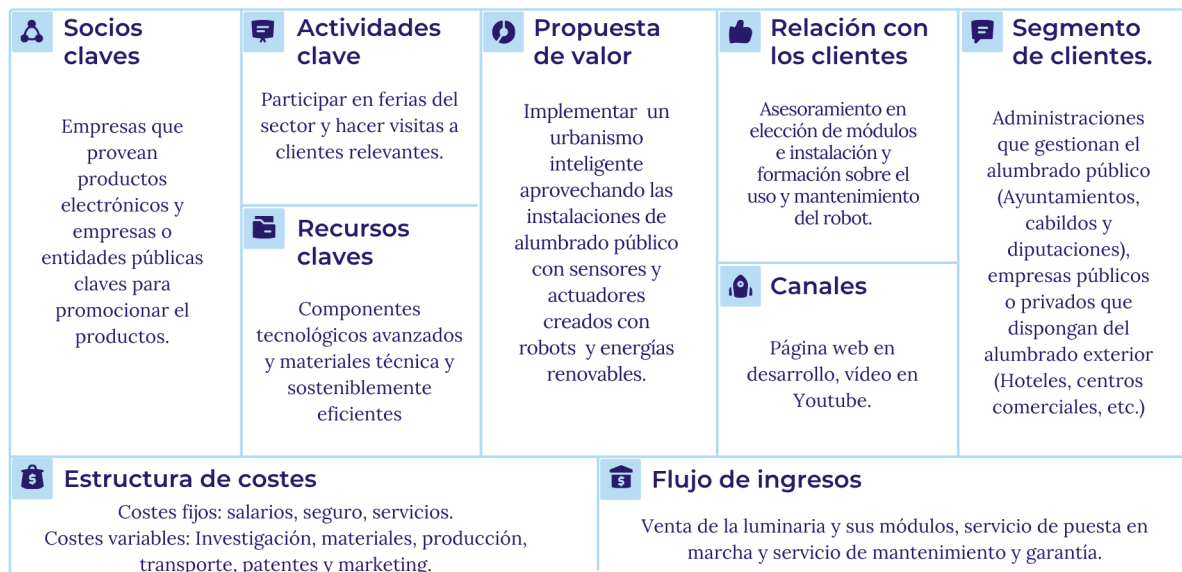 Socios
claves
Empresas que
provean
productos
electrónicos y
empresas o
entidades públicas
claves para
promocionar el
productos.
Actividades
clave
Participar en ferias del
sector y hacer visitas a
clientes relevantes.
Recursos
claves
Componentes
tecnológicos avanzados
y materiales técnica y
sosteniblemente
eficientes
Propuesta
de valor
Implementar un
urbanismo
inteligente
aprovechando las
instalaciones de
alumbrado público
con sensores y
actuadores
creados con
robots y energías
renovables.
Relación con
los clientes
Asesoramiento en
elección de módulos
e instalación y
formación sobre el
uso y mantenimiento
del robot.
Canales
Página web en
desarrollo, vídeo en
Youtube.
Segmento
de clientes.
Administraciones
que gestionan el
alumbrado público
(Ayuntamientos,
cabildos y
diputaciones),
empresas públicos
o privados que
dispongan del
alumbrado exterior
(Hoteles, centros
comerciales, etc.)
Estructura de costes
Costes fijos: salarios, seguro, servicios.
Costes variables: Investigación, materiales, producción,
transporte, patentes y marketing.
Flujo de ingresos
Venta de la luminaria y sus módulos, servicio de puesta en
marcha y servicio de mantenimiento y garantía.